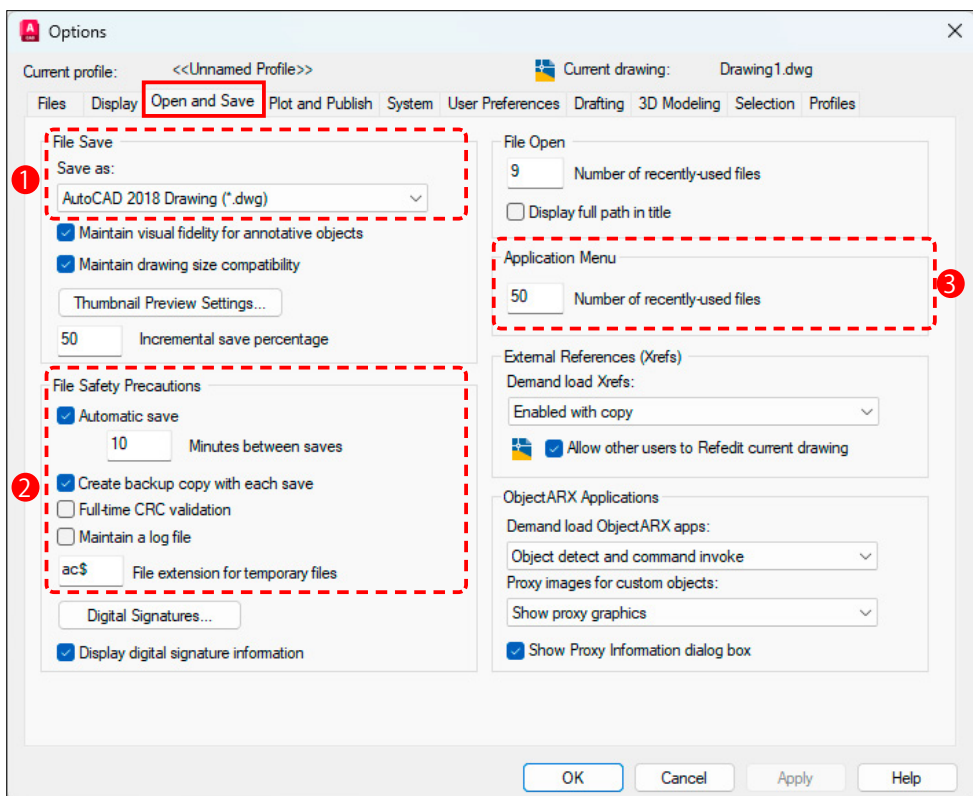 Options
Current profile: <<Unnamed Profile>> Current drawing: Drawing1.dwg
Files Display Open and Save Plot and Publish System User Preferences Drafting 3D Modeling Selection Profiles
File Save
1
Save as:
AutoCAD 2018 Drawing (*.dwg)
Maintain visual fidelity for annotative objects
Maintain drawing size compatibility
Thumbnail Preview Settings...
50 Incremental save percentage
File Safety Precautions
Automatic save
10 Minutes between saves
2
Create backup copy with each save
Full-time CRC validation
Maintain a log file
ac$ File extension for temporary files
Digital Signatures...
Display digital signature information
File Open
9 Number of recently-used files
Display full path in title
Application Menu
3
50 Number of recently-used files
External References (Xrefs)
Demand load Xrefs:
Enabled with copy
Allow other users to Refedit current drawing
ObjectARX Applications
Demand load ObjectARX apps:
Object detect and command invoke
Proxy images for custom objects:
Show proxy graphics
Show Proxy Information dialog box
OK Cancel Apply Help